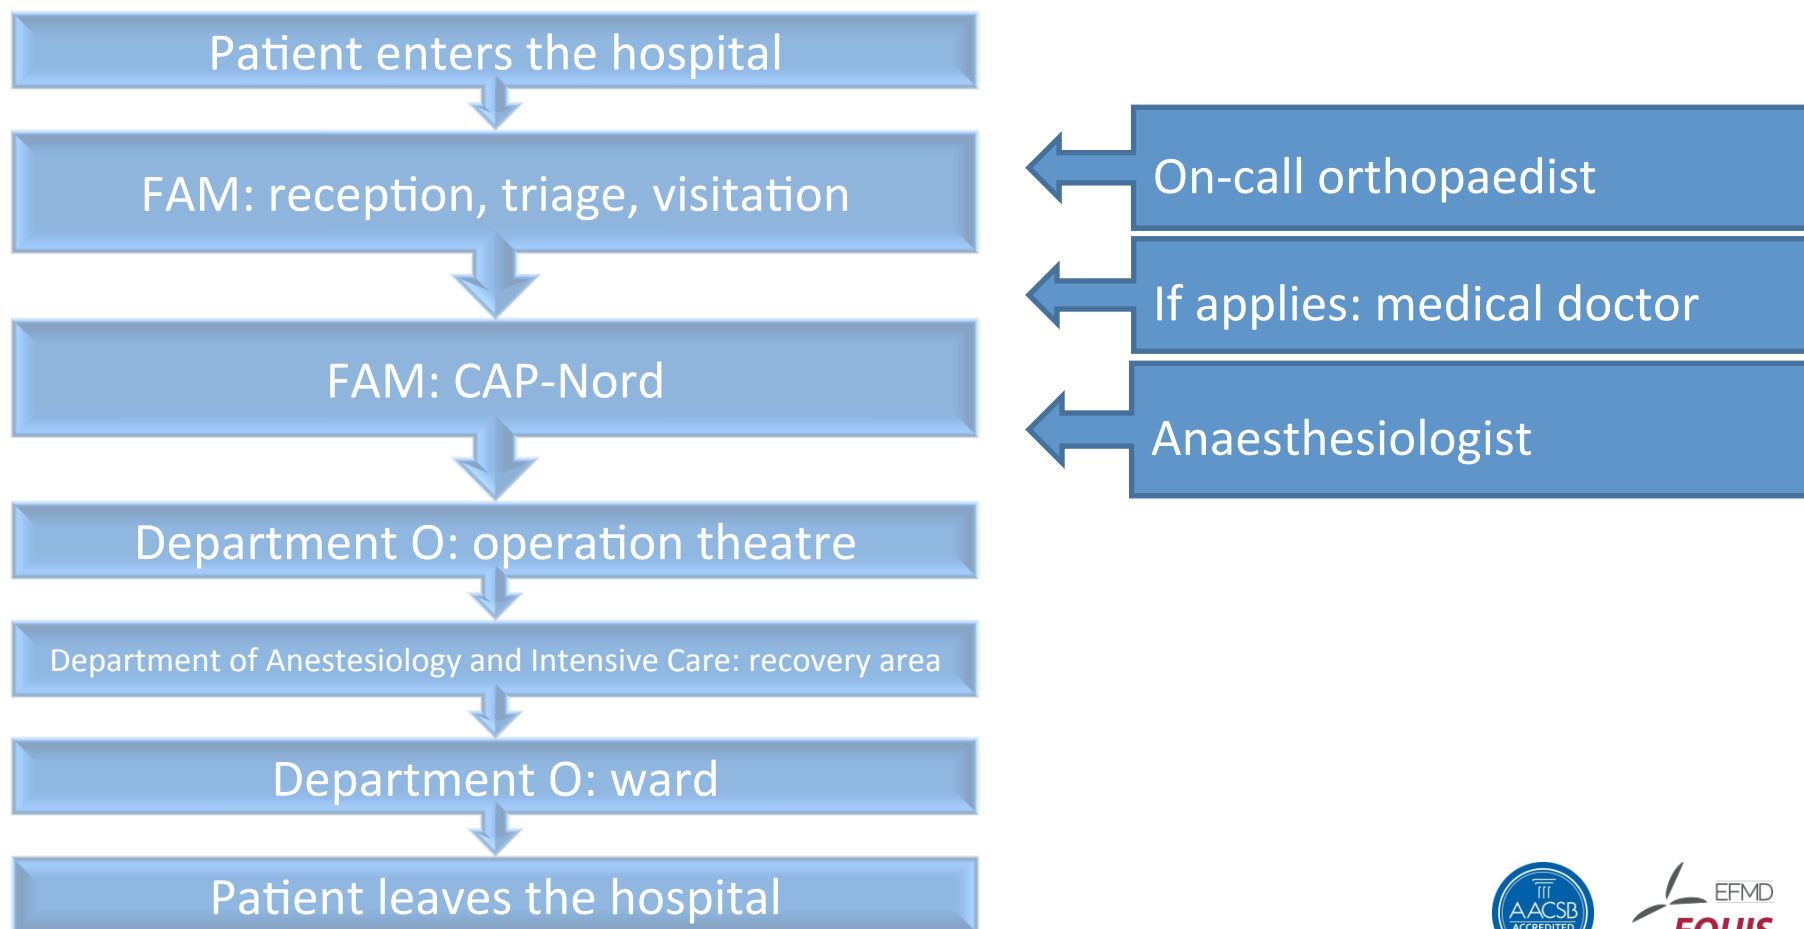 Patient enters the hospital
FAM: reception, triage, visitation
FAM: CAP-Nord
Department O: operation theatre
Department of Anestesiology and Intensive Care: recovery area
Department O: ward
Patient leaves the hospital
On-call orthopaedist
If applies: medical doctor
Anaesthesiologist
AACSB
ACCREDITED
EFMD
EQUIS